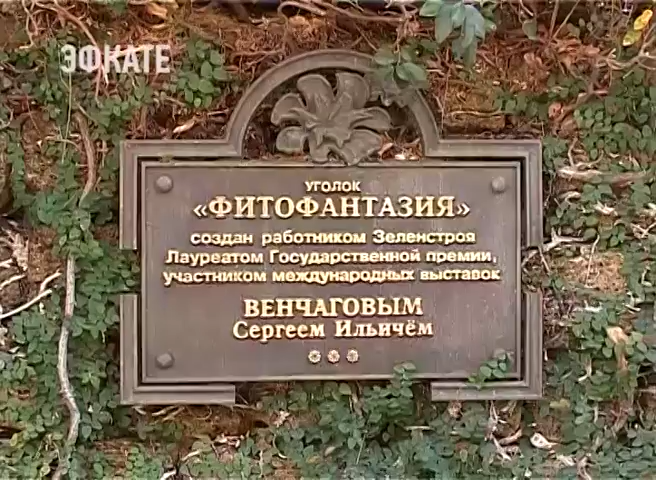 ЭФКАТЕ
УГОЛОК
«ФИТОФАНТАЗИЯ»
создан работником Зеленстроя
Лауреатом Государственной премии,
участником международных выставок
ВЕНЧАГОВЫМ
Сергеем Ильичём